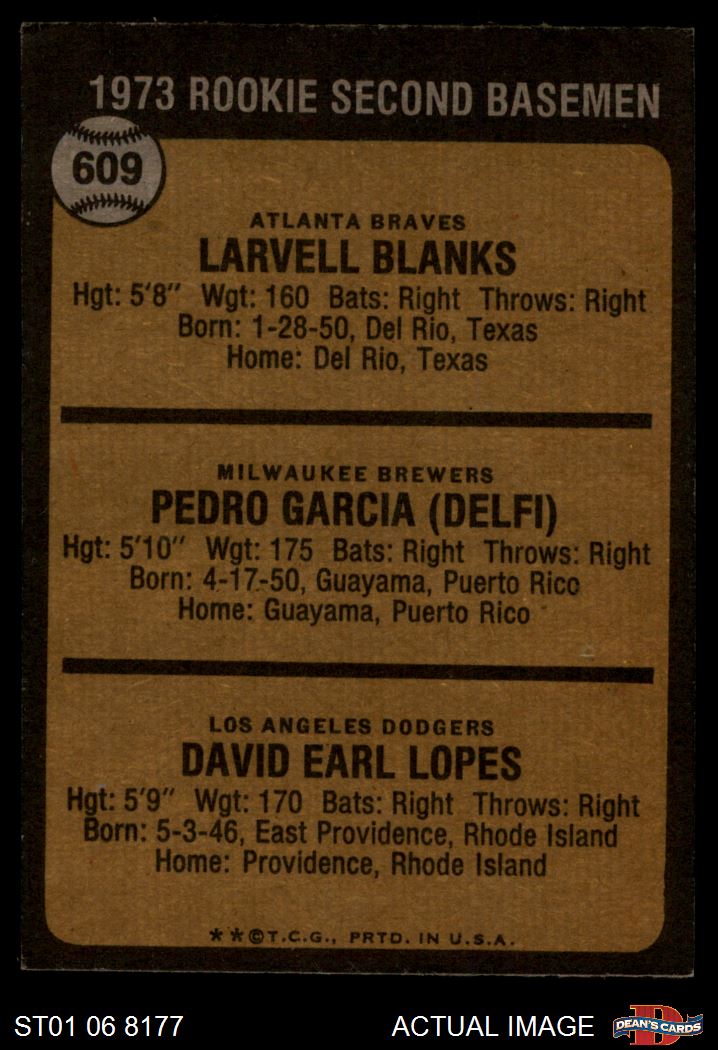 1973 ROOKIE SECOND BASEMEN
609
ATLANTA BRAVES
LARVELL BLANKS
Hgt: 5'8" Wgt: 160 Bats: Right Throws: Right
Born: 1-28-50, Del Rio, Texas
Home: Del Rio, Texas
MILWAUKEE BREWERS
PEDRO GARCIA (DELFI)
Hgt: 5'10" Wgt: 175 Bats: Right Throws: Right
Born: 4-17-50, Guayama, Puerto Rico
Home: Guayama, Puerto Rico
LOS ANGELES DODGERS
DAVID EARL LOPES
Hgt: 5'9" Wgt: 170 Bats: Right Throws: Right
Born: 5-3-46, East Providence, Rhode Island
Home: Providence, Rhode Island
**©T.C.G., PRTD. IN U.S.A.
ST01 06 8177 ACTUAL IMAGE D DEAN'S CARDS